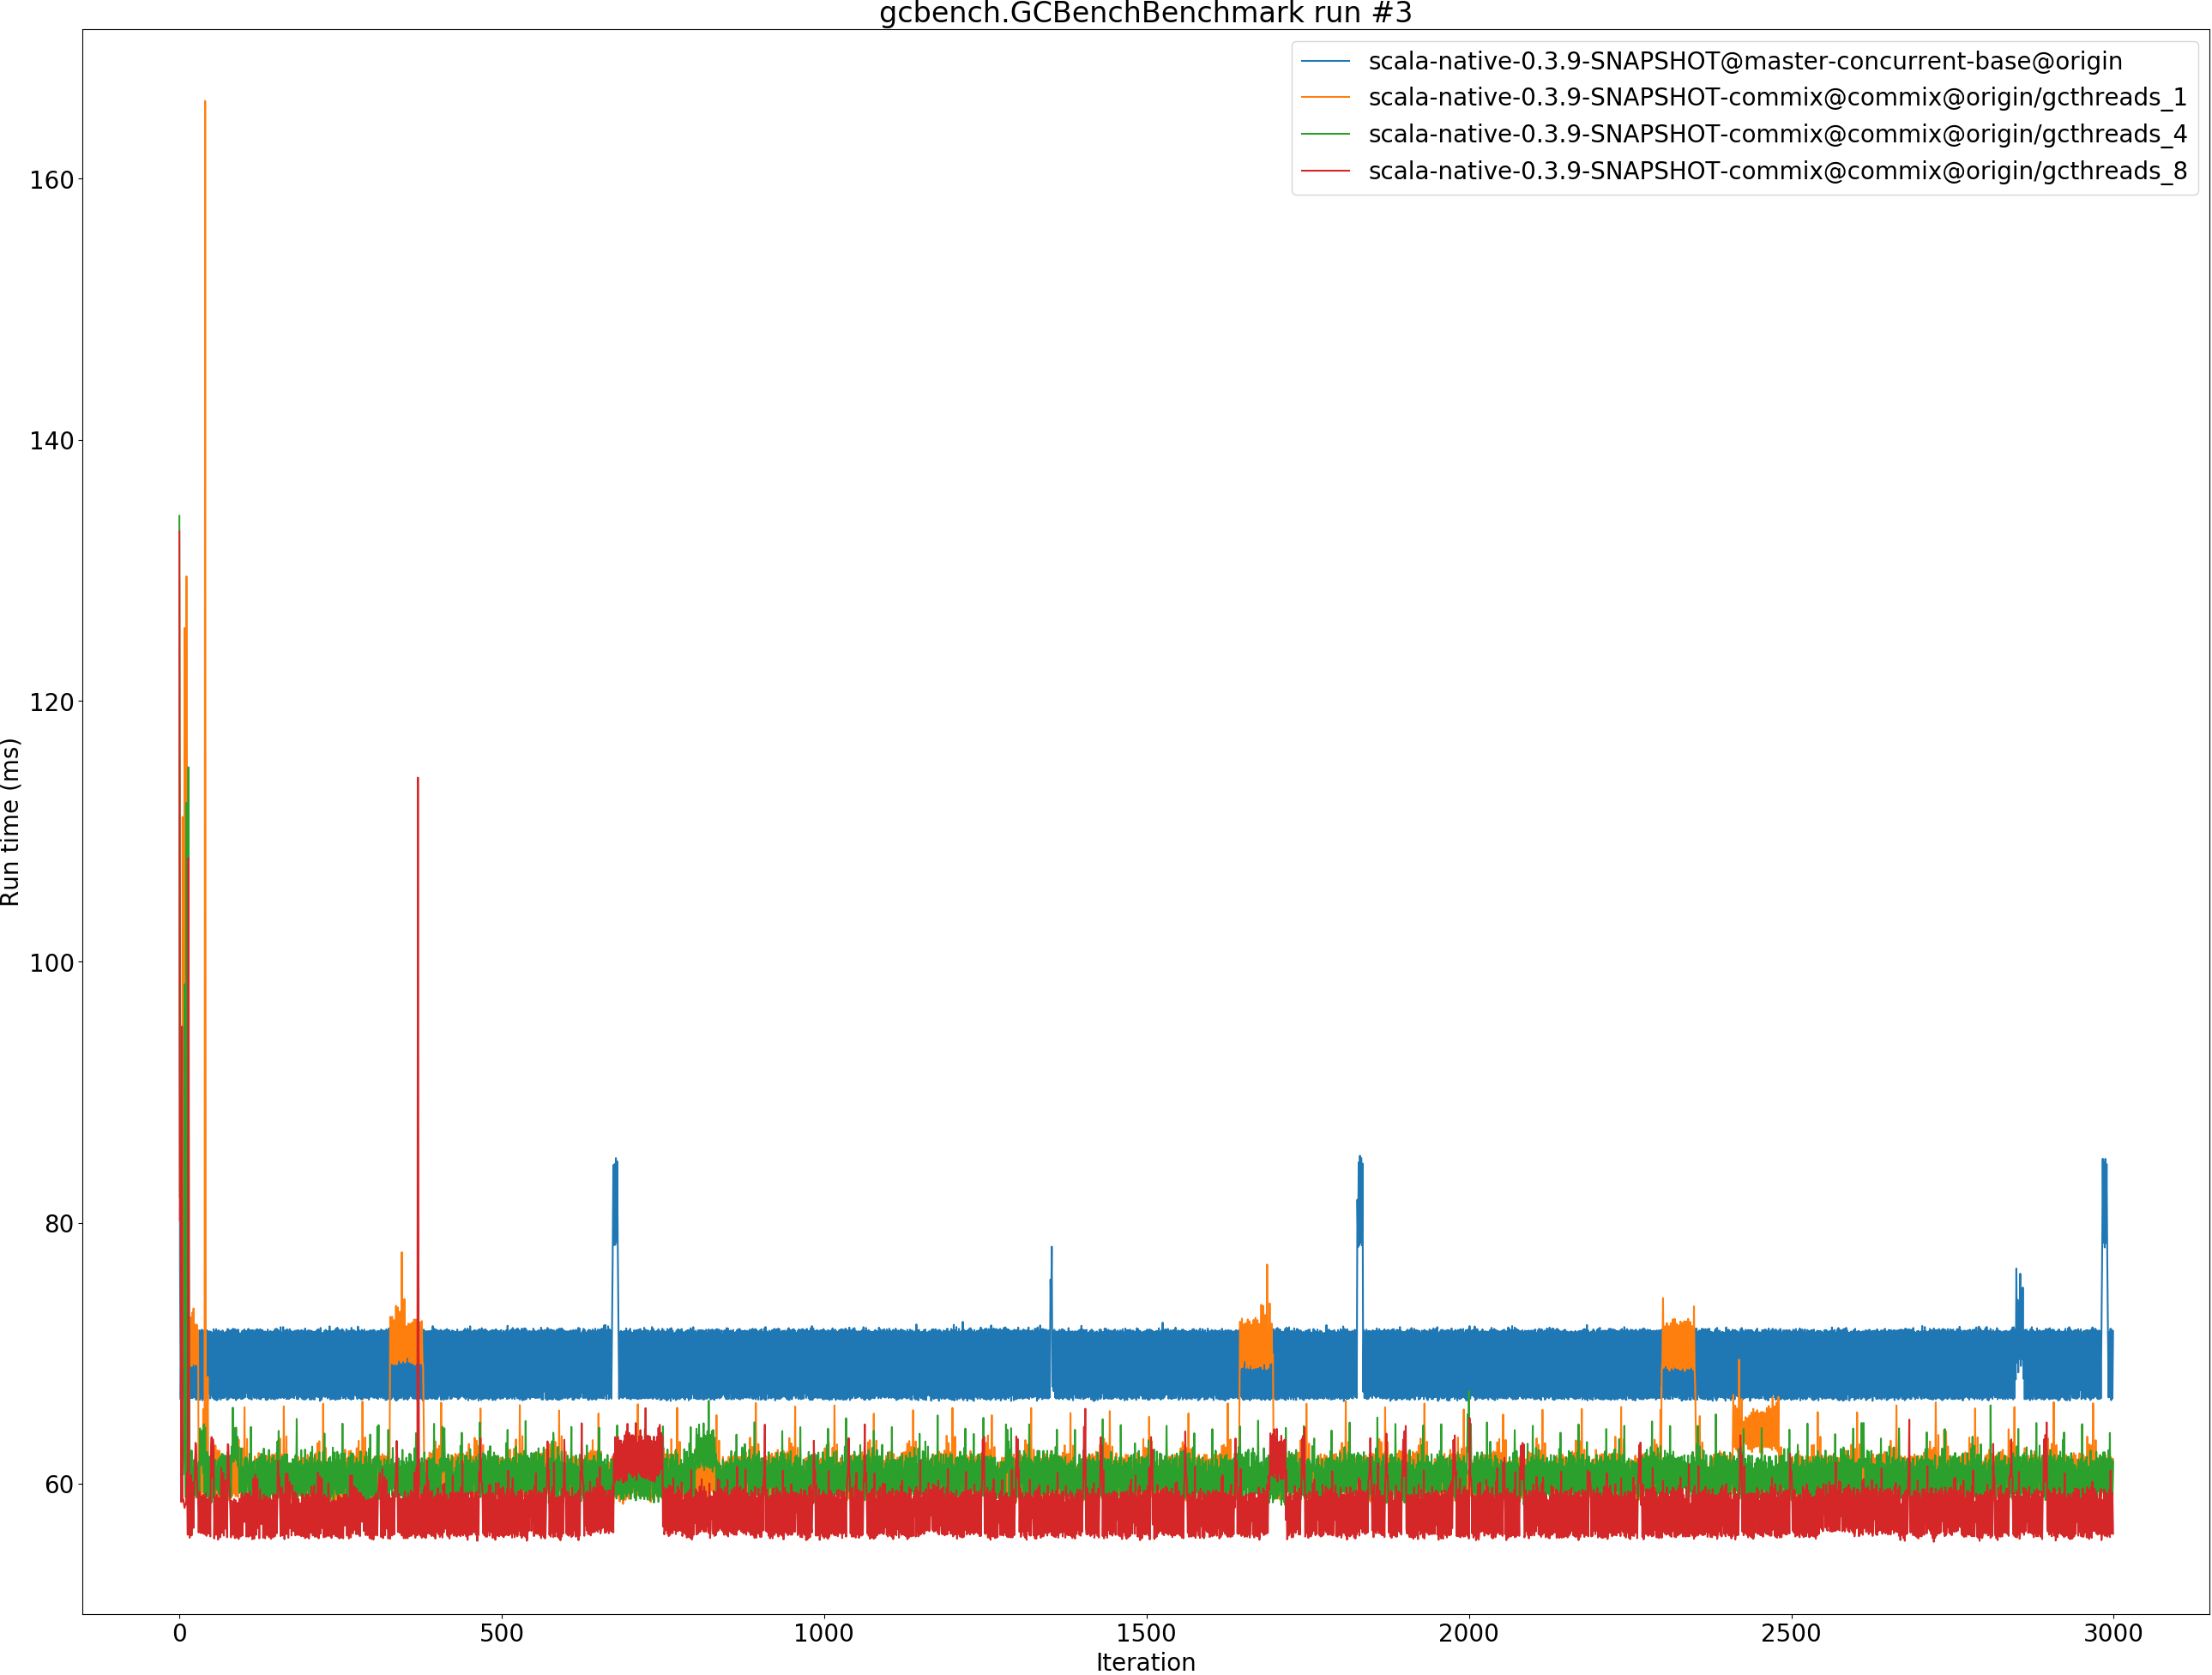 gcbench.GCBenchBenchmark run #3
scala-native-0.3.9-SNAPSHOT@master-concurrent-base@origin
scala-native-0.3.9-SNAPSHOT-commix@commix@origin/gcthreads_1
scala-native-0.3.9-SNAPSHOT-commix@commix@origin/gcthreads_4
scala-native-0.3.9-SNAPSHOT-commix@commix@origin/gcthreads_8
160
140
120
100
80
60
Run time (ms)
0 500 1000 1500 2000 2500 3000
Iteration